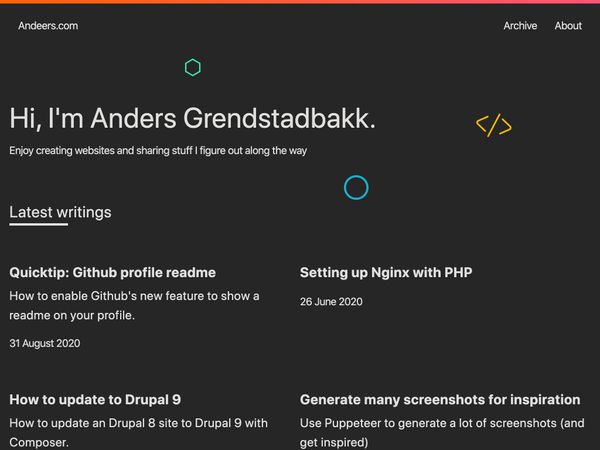 Andeers.com
Archive
About
Hi, I'm Anders Grendstadbakk.
</>
Enjoy creating websites and sharing stuff I figure out along the way
Latest writings
Quicktip: Github profile readme
How to enable Github's new feature to show a
readme on your profile.
31 August 2020
Setting up Nginx with PHP
26 June 2020
How to update to Drupal 9
How to update an Drupal 8 site to Drupal 9 with
Composer.
Generate many screenshots for inspiration
Use Puppeteer to generate a lot of screenshots (and
get inspired)